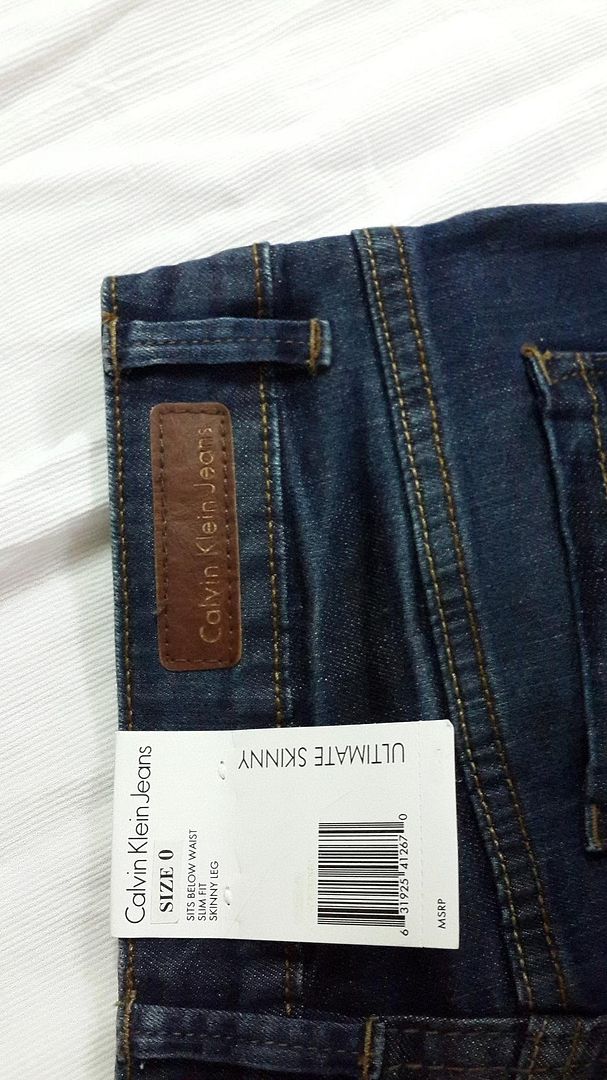 Calvin Klein Jeans
Calvin Klein Jeans
SIZE 0
SITS BELOW WAIST
SLIM FIT
SKINNY LEG
ULTIMATE SKINNY
6 31925 41267 0
MSRP